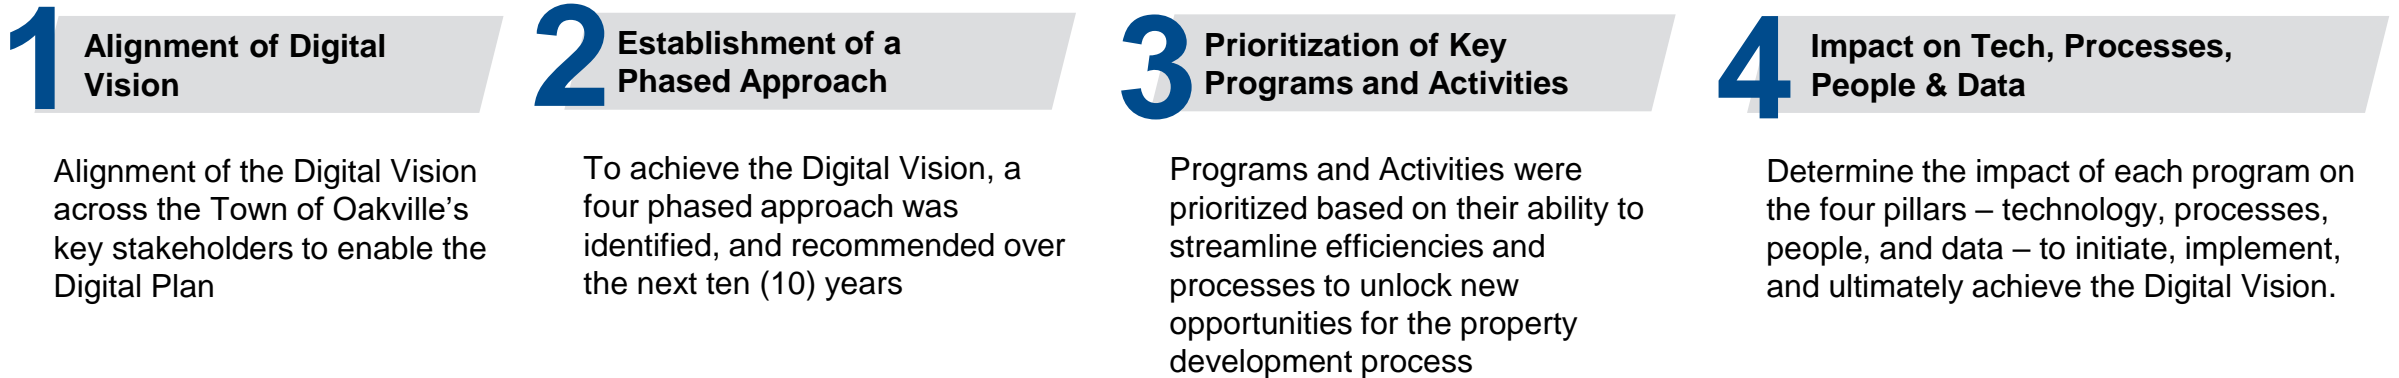 1
Alignment of Digital
Vision
Alignment of the Digital Vision
across the Town of Oakville’s
key stakeholders to enable the
Digital Plan
2
Establishment of a
Phased Approach
To achieve the Digital Vision, a
four phased approach was
identified, and recommended over
the next ten (10) years
3
Prioritization of Key
Programs and Activities
Programs and Activities were
prioritized based on their ability to
streamline efficiencies and
processes to unlock new
opportunities for the property
development process
4
Impact on Tech, Processes,
People & Data
Determine the impact of each program on
the four pillars – technology, processes,
people, and data – to initiate, implement,
and ultimately achieve the Digital Vision.